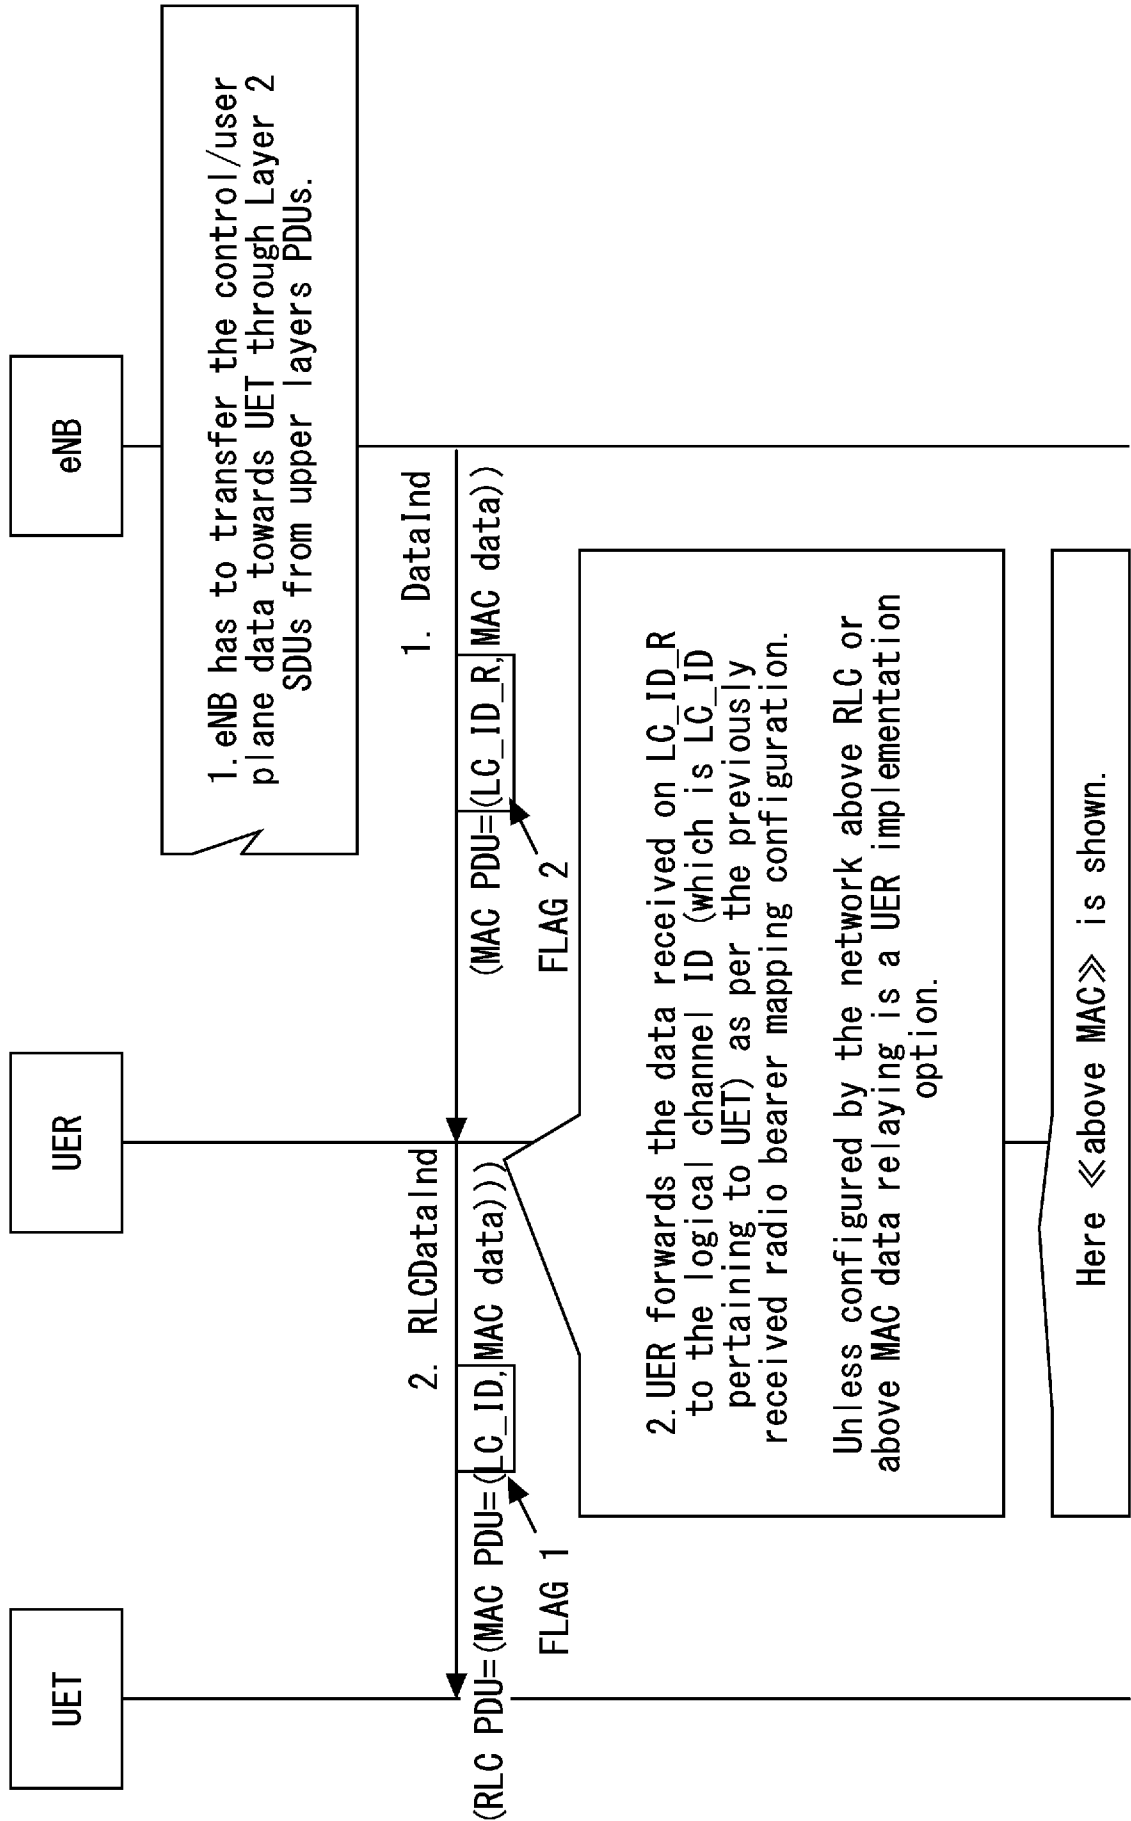 UET
UER
eNB
1. eNB has to transfer the control/user
plane data towards UET through Layer 2
SDUs from upper layers PDUs.
1. DataInd
(MAC PDU=(LC_ID_R, MAC data))
FLAG 2
2. RLCDataInd
(RLC PDU=(MAC PDU=(LC_ID, MAC data)))
FLAG 1
2. UER forwards the data received on LC_ID_R
to the logical channel ID (which is LC_ID
pertaining to UET) as per the previously
received radio bearer mapping configuration.
Unless configured by the network above RLC or
above MAC data relaying is a UER implementation
option.
Here ≪above MAC≫ is shown.